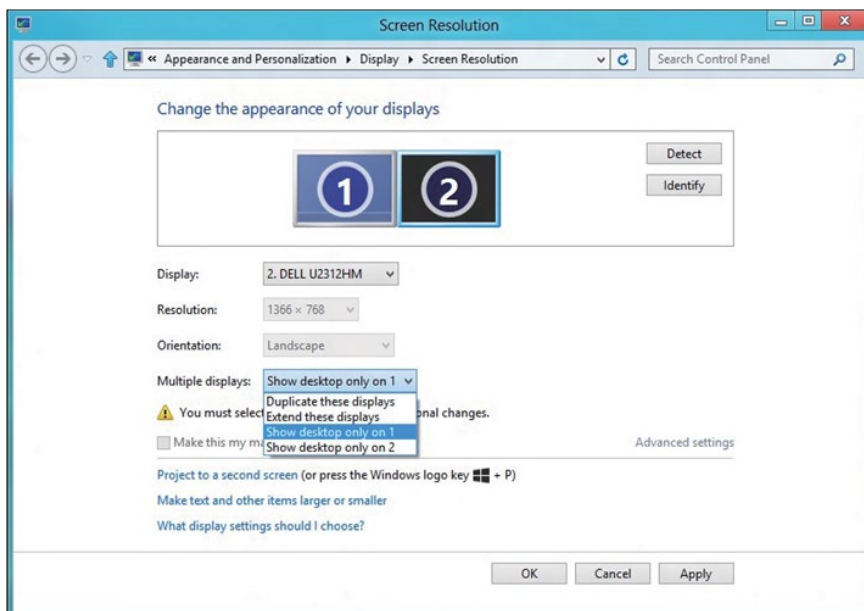 Screen Resolution
« Appearance and Personalization ▸ Display ▸ Screen Resolution
Search Control Panel
Change the appearance of your displays
1 2
Detect
Identify
Display: 2. DELL U2312HM
Resolution: 1366 × 768
Orientation: Landscape
Multiple displays: Show desktop only on 1
Duplicate these displays
You must selec onal changes.
Extend these displays
Show desktop only on 1
Make this my m Advanced settings
Show desktop only on 2
Project to a second screen (or press the Windows logo key + P)
Make text and other items larger or smaller
What display settings should I choose?
OK Cancel Apply